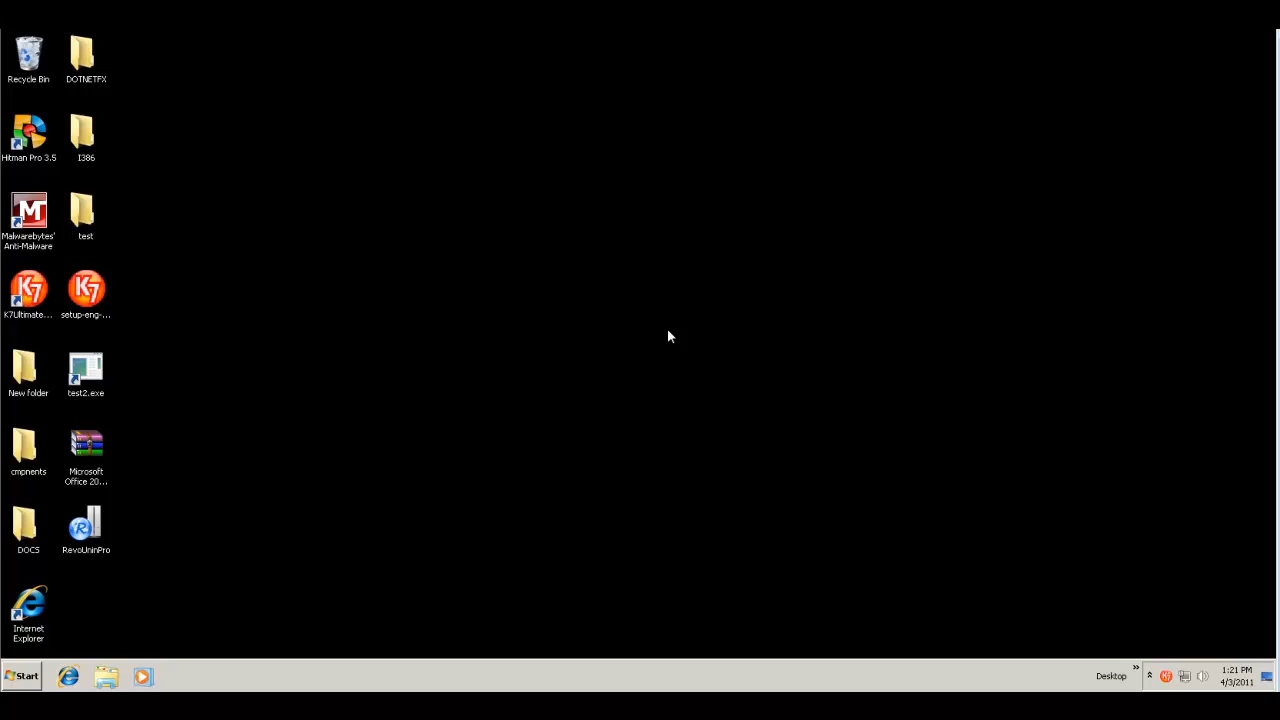 Recycle Bin
DOTNETFX
Hitman Pro 3.5
I386
Malwarebytes'
Anti-Malware
test
K7Ultimate...
setup-eng-...
New folder
test2.exe
cmpnents
Microsoft
Office 20...
DOCS
RevoUninPro
Internet
Explorer
Start
Desktop
»
1:21 PM
4/3/2011